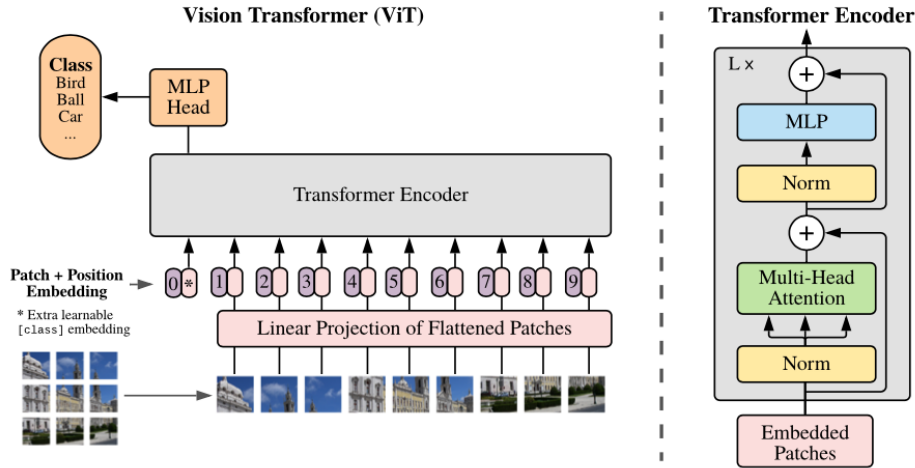 Vision Transformer (ViT)
Class
Bird
Ball
Car
...
MLP
Head
Transformer Encoder
Patch + Position
Embedding
0 * 1 2 3 4 5 6 7 8 9
* Extra learnable
[class] embedding
Linear Projection of Flattened Patches
Transformer Encoder
L ×
+
MLP
Norm
+
Multi-Head
Attention
Norm
Embedded
Patches